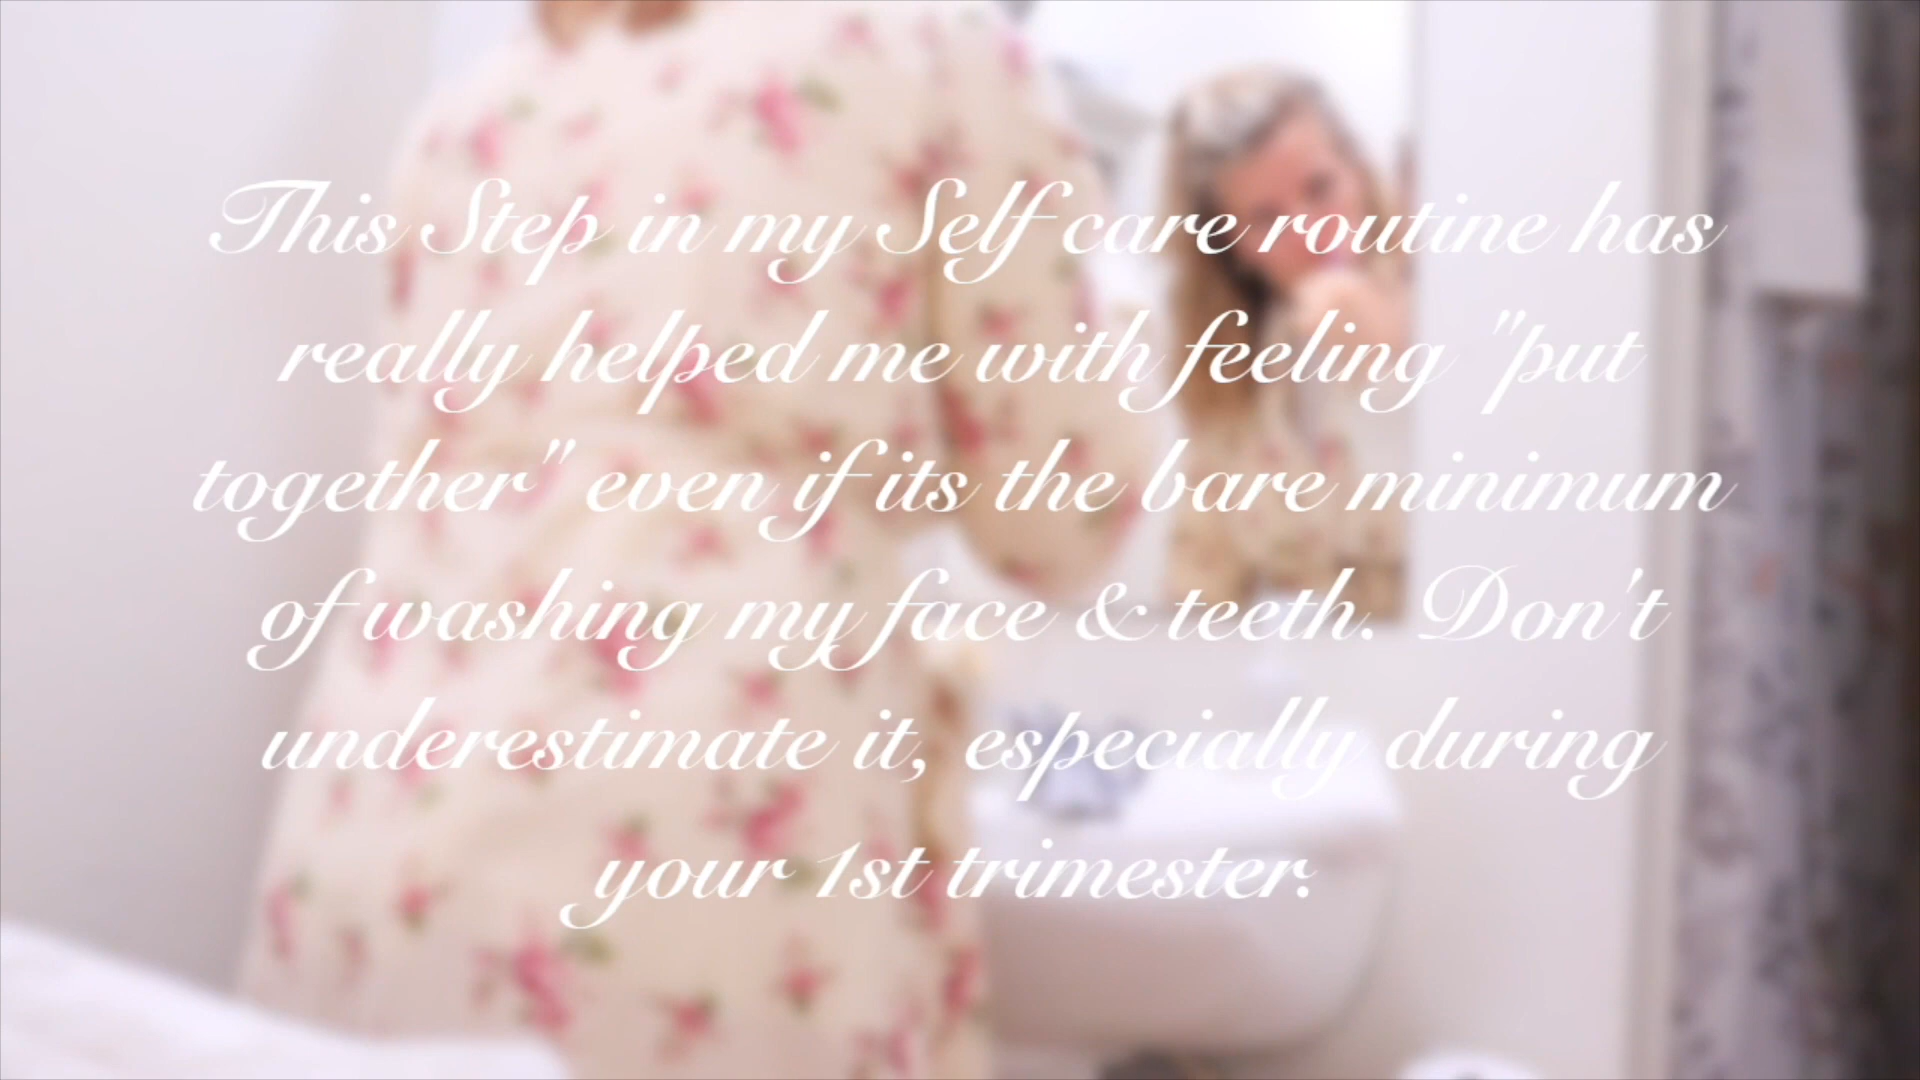 This Step in my Self care routine has
really helped me with feeling "put
together" even if its the bare minimum
of washing my face & teeth. Don't
underestimate it, especially during
your 1st trimester.